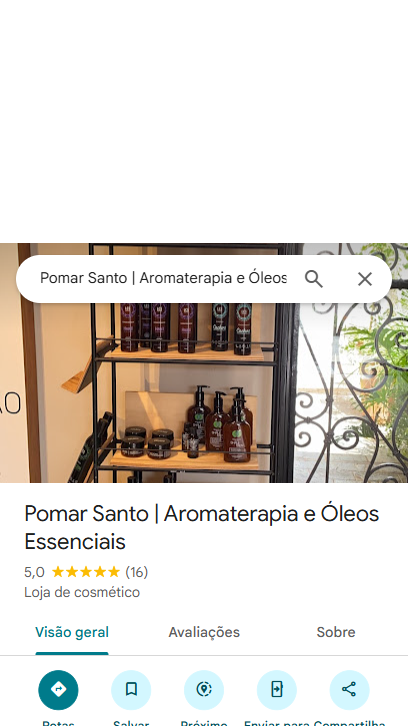 Pomar Santo | Aromaterapia e Óleos
ÃO
Pomar Santo | Aromaterapia e Óleos
Essenciais
5,0 (16)
Loja de cosmético
Visão geral Avaliações Sobre
Rotas Salvar Próximo Enviar para Compartilha